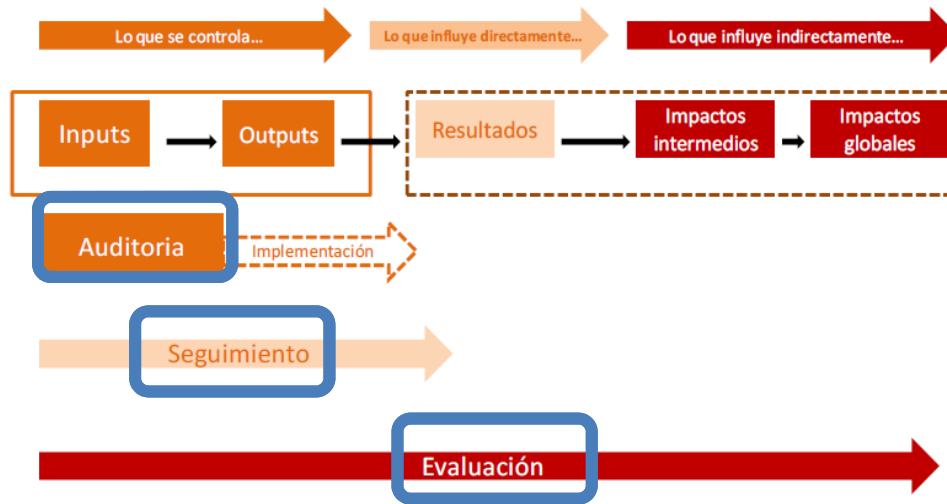 Lo que se controla...
Lo que influye directamente...
Lo que influye indirectamente...
Inputs
Outputs
Resultados
Impactos
intermedios
Impactos
globales
Auditoria
Implementación
Seguimiento
Evaluación